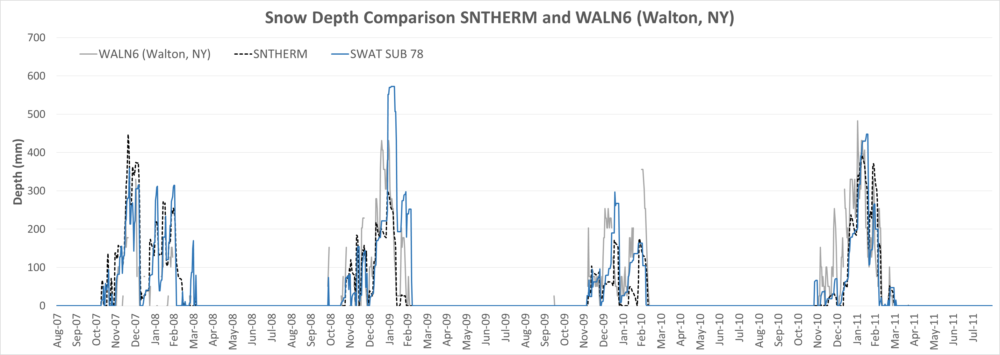 Snow Depth Comparison SNTHERM and WALN6 (Walton, NY)
700
WALN6 (Walton, NY) SNTHERM SWAT SUB 78
600
500
400
300
200
100
0
Depth (mm)
Aug-07 Sep-07 Oct-07 Nov-07 Dec-07 Jan-08 Feb-08 Mar-08 Apr-08 May-08 Jun-08 Jul-08 Aug-08 Sep-08 Oct-08 Nov-08 Dec-08 Jan-09 Feb-09 Mar-09 Apr-09 May-09 Jun-09 Jul-09 Aug-09 Sep-09 Oct-09 Nov-09 Dec-09 Jan-10 Feb-10 Mar-10 Apr-10 May-10 Jun-10 Jul-10 Aug-10 Sep-10 Oct-10 Nov-10 Dec-10 Jan-11 Feb-11 Mar-11 Apr-11 May-11 Jun-11 Jul-11